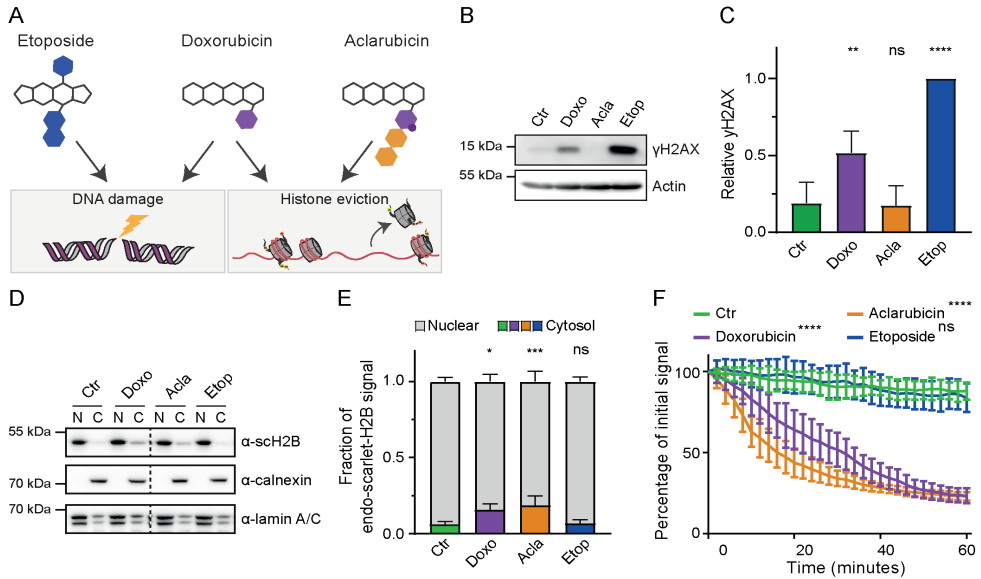 A
Etoposide
Doxorubicin
Aclarubicin
DNA damage
Histone eviction
B
Ctr
Doxo
Acla
Etop
15 kDa
γH2AX
55 kDa
Actin
C
** ns ****
Relative γH2AX
1.0
0.5
0.0
Ctr
Doxo
Acla
Etop
D
Ctr Doxo Acla Etop
N C N C N C N C
55 kDa
α-scH2B
70 kDa
α-calnexin
70 kDa
α-lamin A/C
E
Nuclear
Cytosol
* *** ns
Fraction of
endo-scarlet-H2B signal
1.0
0.5
0.0
Ctr
Doxo
Acla
Etop
F
Ctr
Aclarubicin ****
Doxorubicin ****
Etoposide ns
Percentage of initial signal
100
50
0
0 20 40 60
Time (minutes)